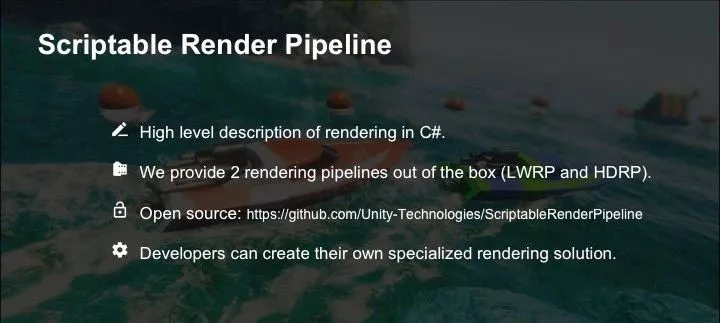 Scriptable Render Pipeline
High level description of rendering in C#.
We provide 2 rendering pipelines out of the box (LWRP and HDRP).
Open source: https://github.com/Unity-Technologies/ScriptableRenderPipeline
Developers can create their own specialized rendering solution.